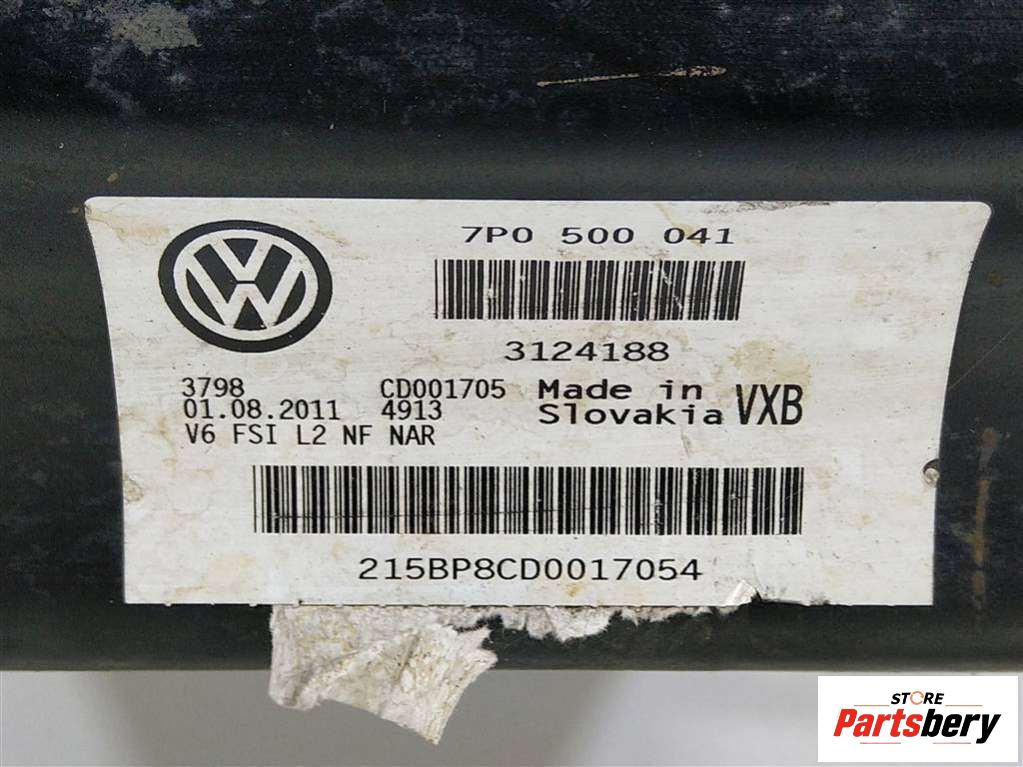 7P0 500 041
3124188
3798 CD001705 Made in VXB
01.08.2011 4913 Slovakia
V6 FSI L2 NF NAR
215BP8CD0017054
STORE
Partsbery